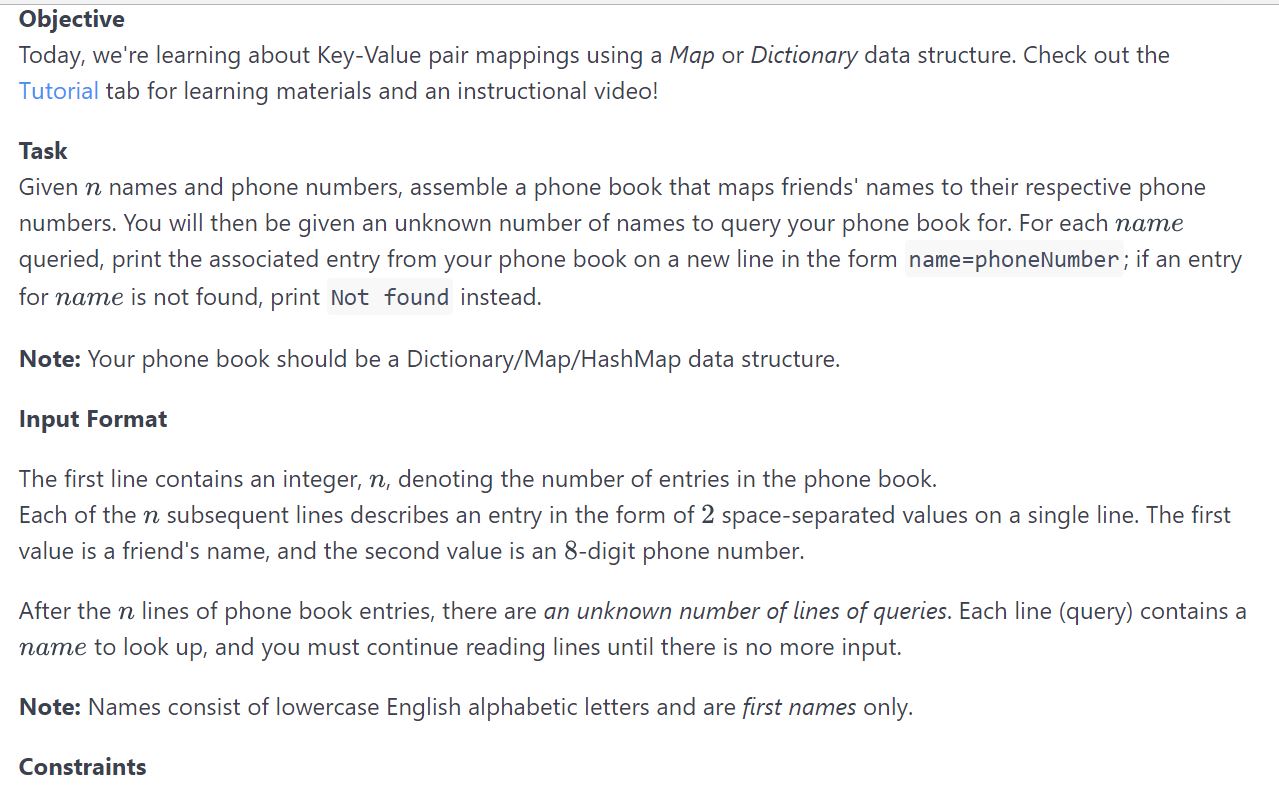 Objective
Today, we're learning about Key-Value pair mappings using a Map or Dictionary data structure. Check out the
Tutorial tab for learning materials and an instructional video!
Task
Given n names and phone numbers, assemble a phone book that maps friends' names to their respective phone
numbers. You will then be given an unknown number of names to query your phone book for. For each name
queried, print the associated entry from your phone book on a new line in the form name=phoneNumber; if an entry
for name is not found, print Not found instead.
Note: Your phone book should be a Dictionary/Map/HashMap data structure.
Input Format
The first line contains an integer, n, denoting the number of entries in the phone book.
Each of the n subsequent lines describes an entry in the form of 2 space-separated values on a single line. The first
value is a friend's name, and the second value is an 8-digit phone number.
After the n lines of phone book entries, there are an unknown number of lines of queries. Each line (query) contains a
name to look up, and you must continue reading lines until there is no more input.
Note: Names consist of lowercase English alphabetic letters and are first names only.
Constraints